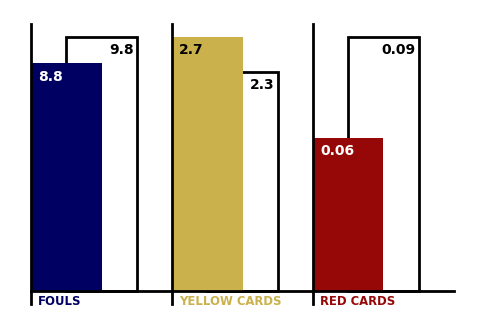 9.8
2.7
0.09
8.8
2.3
0.06
FOULS
YELLOW CARDS
RED CARDS